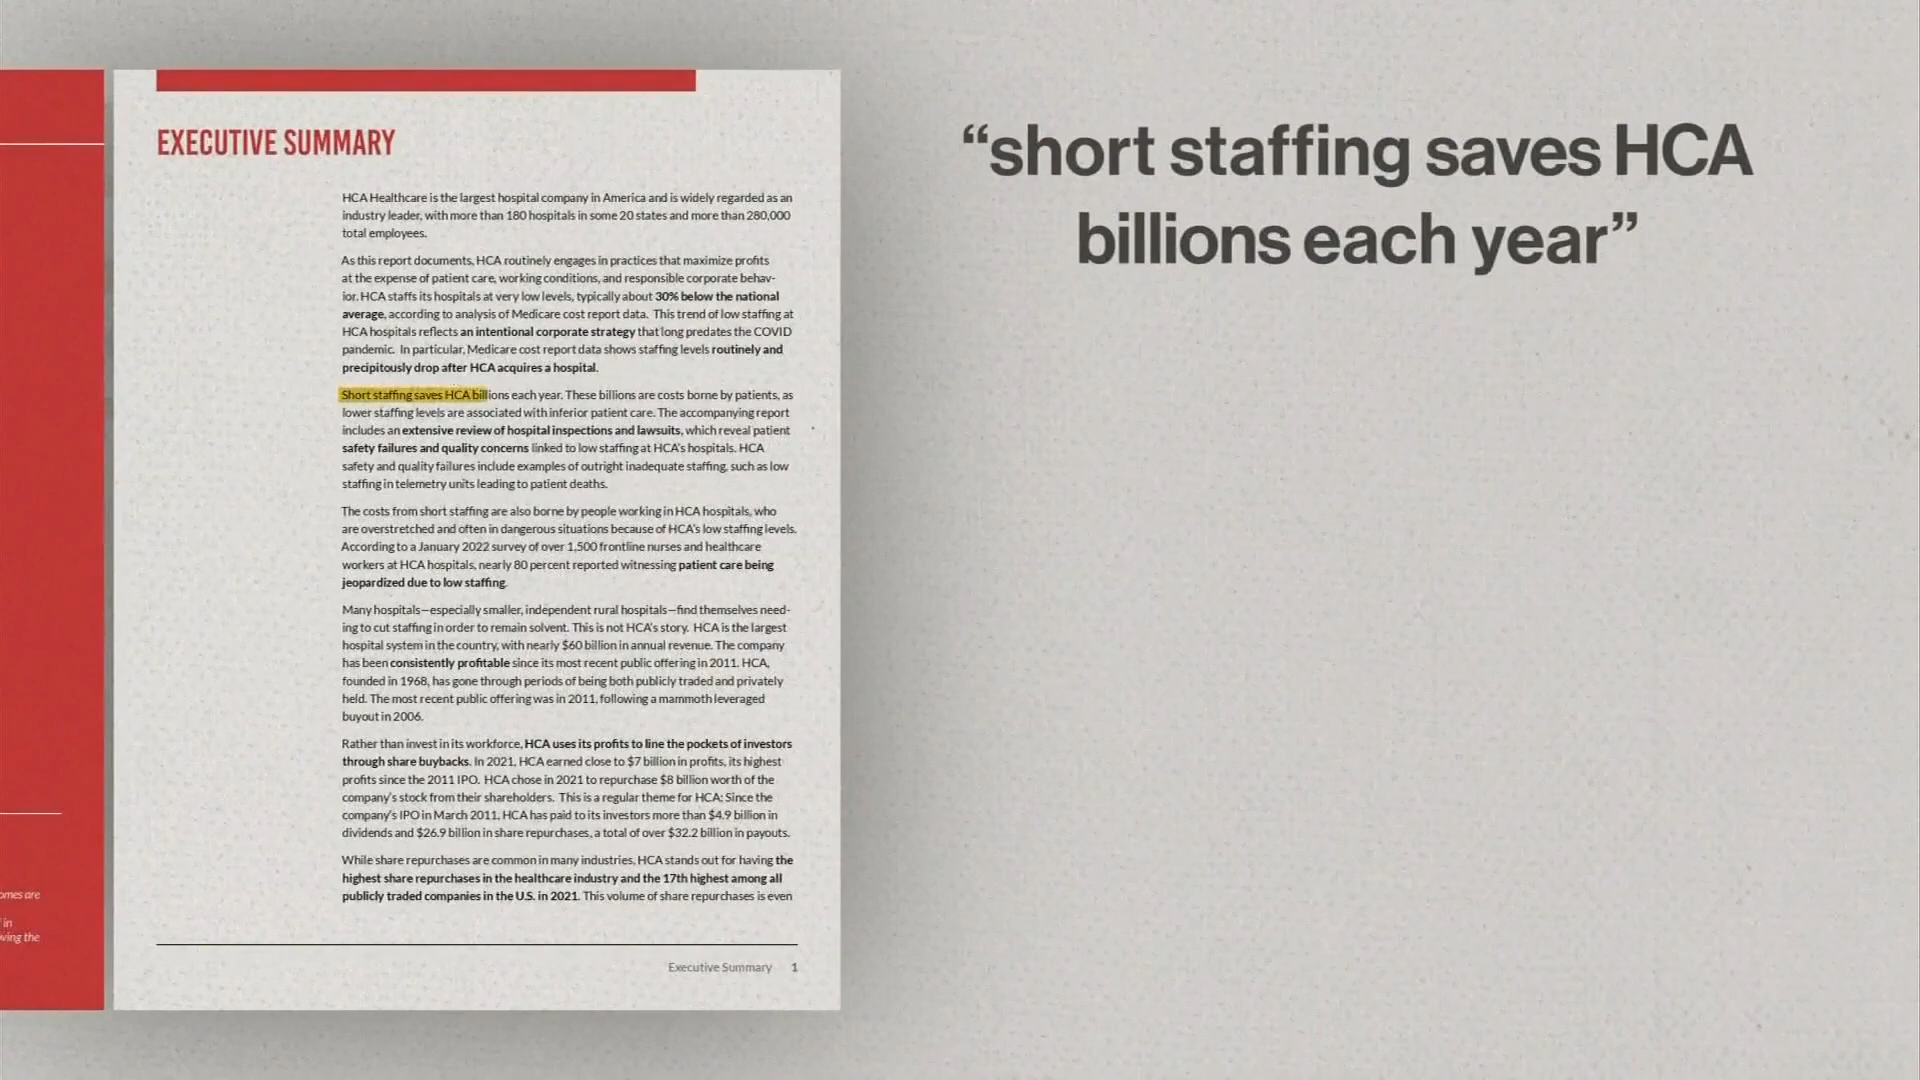 omes are
in
wing the
EXECUTIVE SUMMARY
HCA Healthcare is the largest hospital company in America and is widely regarded as an
industry leader, with more than 180 hospitals in some 20 states and more than 280,000
total employees.
As this report documents, HCA routinely engages in practices that maximize profits
at the expense of patient care, working conditions, and responsible corporate behav-
ior. HCA staffs its hospitals at very low levels, typically about 30% below the national
average, according to analysis of Medicare cost report data. This trend of low staffing at
HCA hospitals reflects an intentional corporate strategy that long predates the COVID
pandemic. In particular, Medicare cost report data shows staffing levels routinely and
precipitously drop after HCA acquires a hospital.
Short staffing saves HCA billions each year. These billions are costs borne by patients, as
lower staffing levels are associated with inferior patient care. The accompanying report
includes an extensive review of hospital inspections and lawsuits, which reveal patient
safety failures and quality concerns linked to low staffing at HCA's hospitals. HCA
safety and quality failures include examples of outright inadequate staffing, such as low
staffing in telemetry units leading to patient deaths.
The costs from short staffing are also borne by people working in HCA hospitals, who
are overstretched and often in dangerous situations because of HCA's low staffing levels.
According to a January 2022 survey of over 1,500 frontline nurses and healthcare
workers at HCA hospitals, nearly 80 percent reported witnessing patient care being
jeopardized due to low staffing.
Many hospitals—especially smaller, independent rural hospitals—find themselves need-
ing to cut staffing in order to remain solvent. This is not HCA's story. HCA is the largest
hospital system in the country, with nearly $60 billion in annual revenue. The company
has been consistently profitable since its most recent public offering in 2011. HCA,
founded in 1968, has gone through periods of being both publicly traded and privately
held. The most recent public offering was in 2011, following a mammoth leveraged
buyout in 2006.
Rather than invest in its workforce, HCA uses its profits to line the pockets of investors
through share buybacks. In 2021, HCA earned close to $7 billion in profits, its highest
profits since the 2011 IPO. HCA chose in 2021 to repurchase $8 billion worth of the
company's stock from their shareholders. This is a regular theme for HCA: Since the
company's IPO in March 2011, HCA has paid to its investors more than $4.9 billion in
dividends and $26.9 billion in share repurchases, a total of over $32.2 billion in payouts.
While share repurchases are common in many industries, HCA stands out for having the
highest share repurchases in the healthcare industry and the 17th highest among all
publicly traded companies in the U.S. in 2021. This volume of share repurchases is even
Executive Summary 1
“short staffing saves HCA
billions each year”